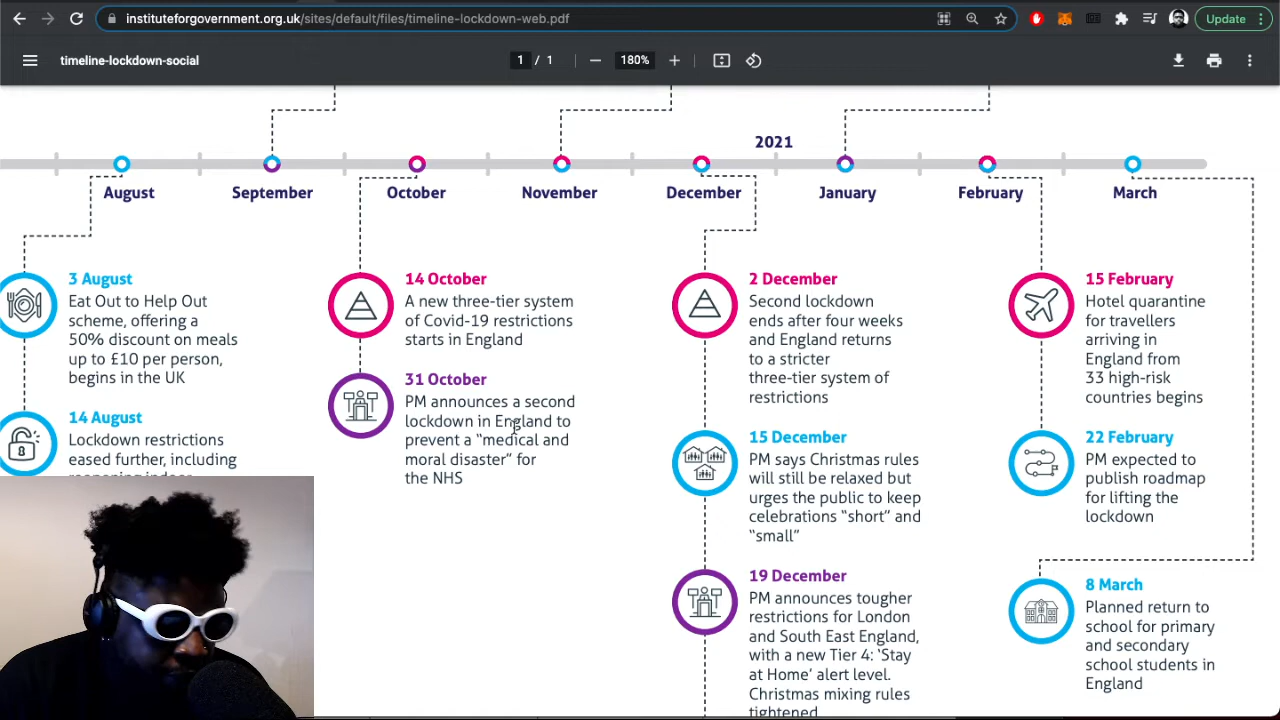 instituteforgovernment.org.uk/sites/default/files/timeline-lockdown-web.pdf
Update
timeline-lockdown-social
1 / 1
180%
2021
August
September
October
November
December
January
February
March
3 August
Eat Out to Help Out
scheme, offering a
50% discount on meals
up to £10 per person,
begins in the UK
14 August
Lockdown restrictions
eased further, including
14 October
A new three-tier system
of Covid-19 restrictions
starts in England
31 October
PM announces a second
lockdown in England to
prevent a “medical and
moral disaster” for
the NHS
2 December
Second lockdown
ends after four weeks
and England returns
to a stricter
three-tier system of
restrictions
15 December
PM says Christmas rules
will still be relaxed but
urges the public to keep
celebrations “short” and
“small”
19 December
PM announces tougher
restrictions for London
and South East England,
with a new Tier 4: ‘Stay
at Home’ alert level.
Christmas mixing rules
tightened
15 February
Hotel quarantine
for travellers
arriving in
England from
33 high-risk
countries begins
22 February
PM expected to
publish roadmap
for lifting the
lockdown
8 March
Planned return to
school for primary
and secondary
school students in
England